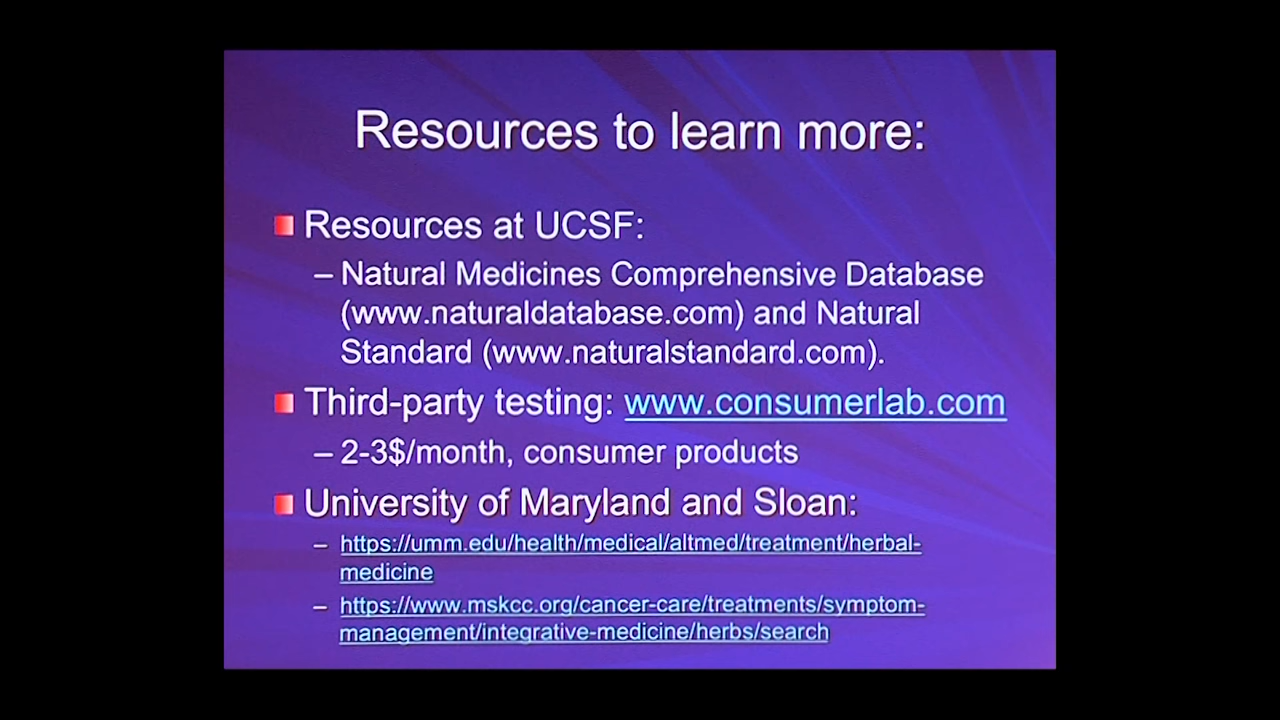 Resources to learn more:
Resources at UCSF:
– Natural Medicines Comprehensive Database
(www.naturaldatabase.com) and Natural
Standard (www.naturalstandard.com).
Third-party testing: www.consumerlab.com
– 2-3$/month, consumer products
University of Maryland and Sloan:
– https://umm.edu/health/medical/altmed/treatment/herbal-
medicine
– https://www.mskcc.org/cancer-care/treatments/symptom-
management/integrative-medicine/herbs/search